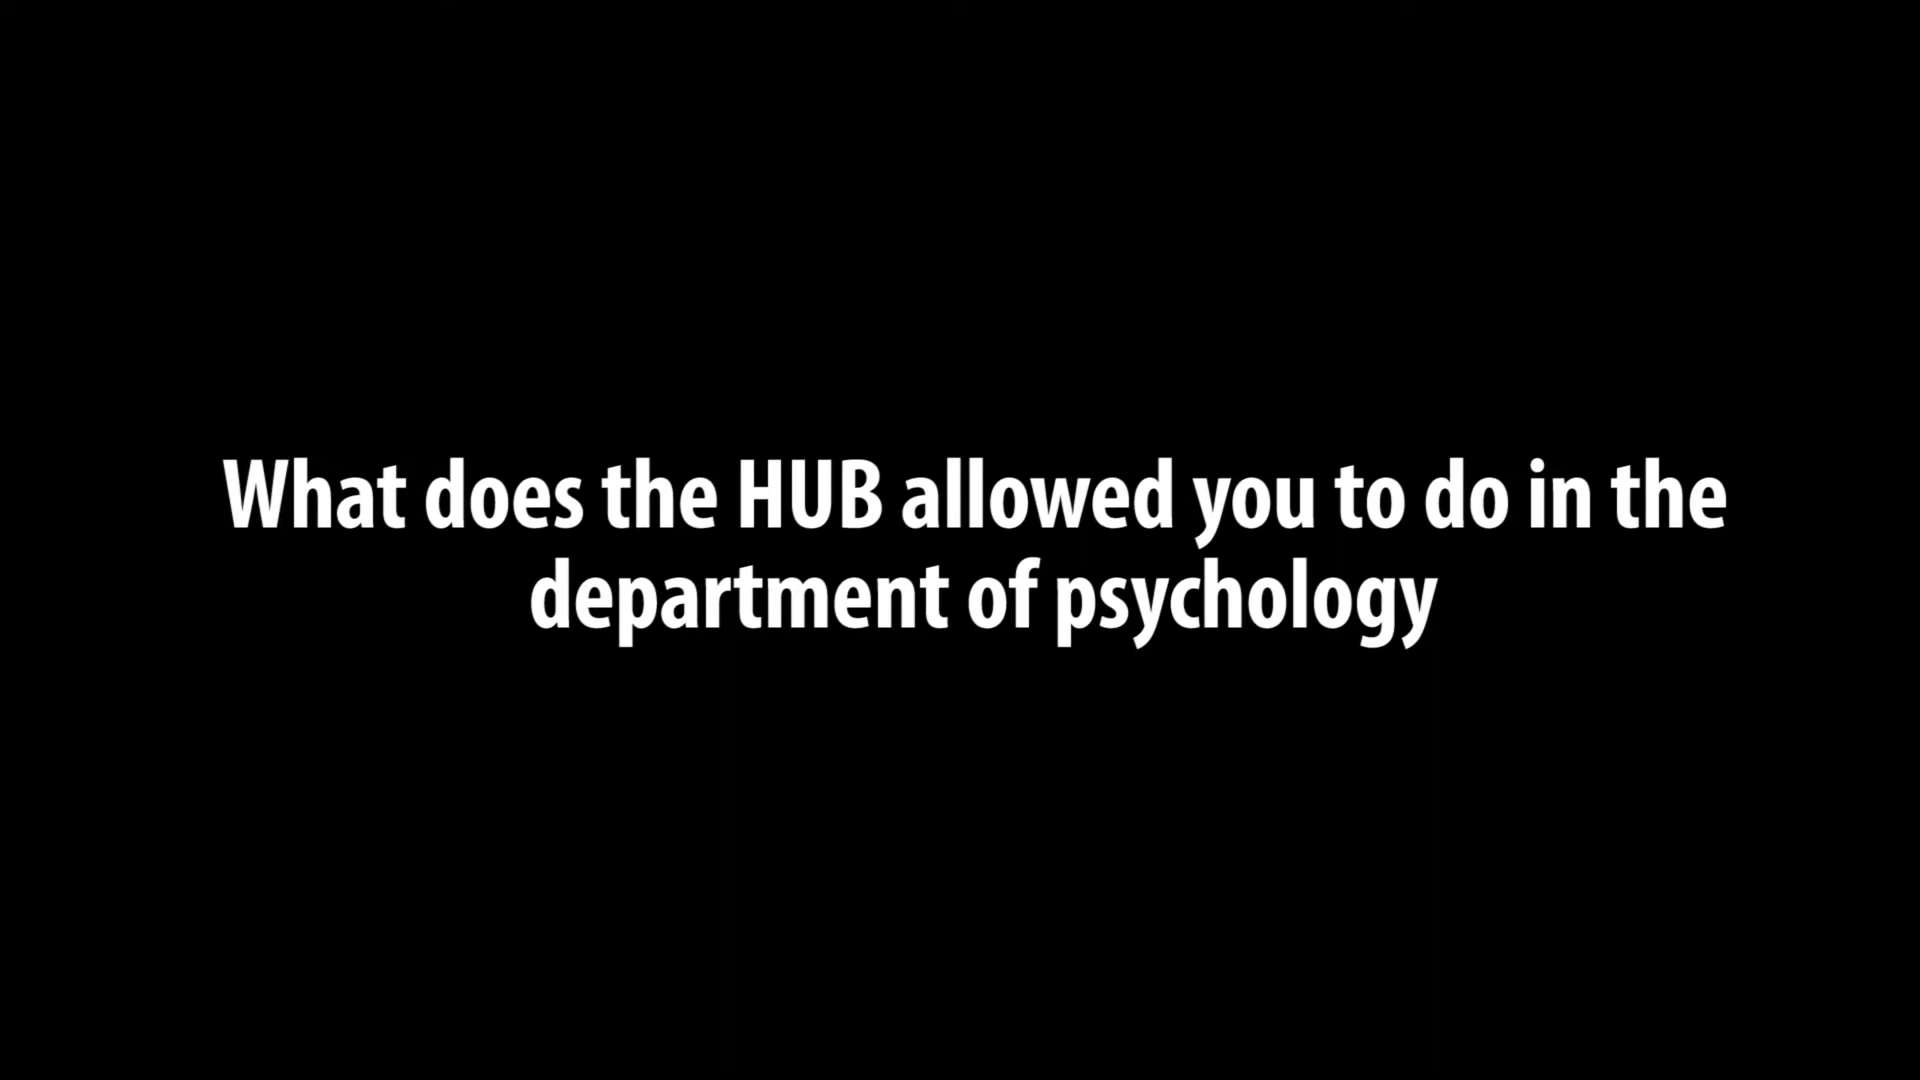 What does the HUB allowed you to do in the
department of psychology